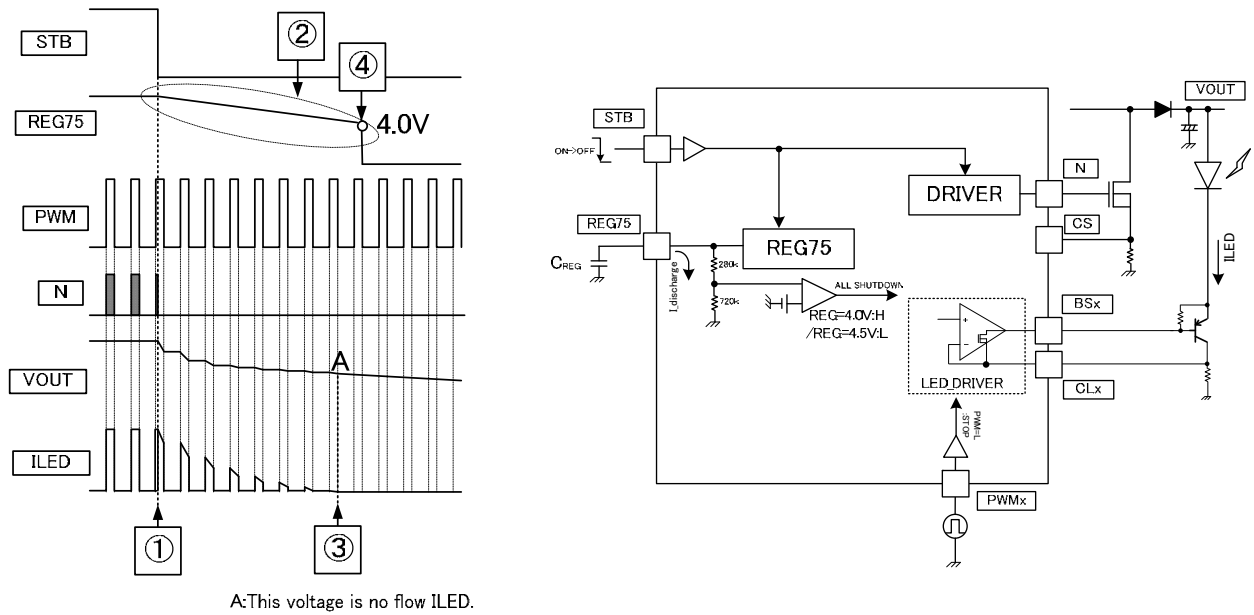 STB
②
④
REG75
4.0V
PWM
N
VOUT
A
ILED
①
③
A:This voltage is no flow ILED.
STB
ON->OFF
REG75
CREG
I_discharge
REG75
280k
720k
ALL SHUTDOWN
REG=4.0V:H
/REG=4.5V:L
DRIVER
N
CS
VOUT
ILED
+
-
LED_DRIVER
BSx
CLx
PWM=L
:STOP
PWMx